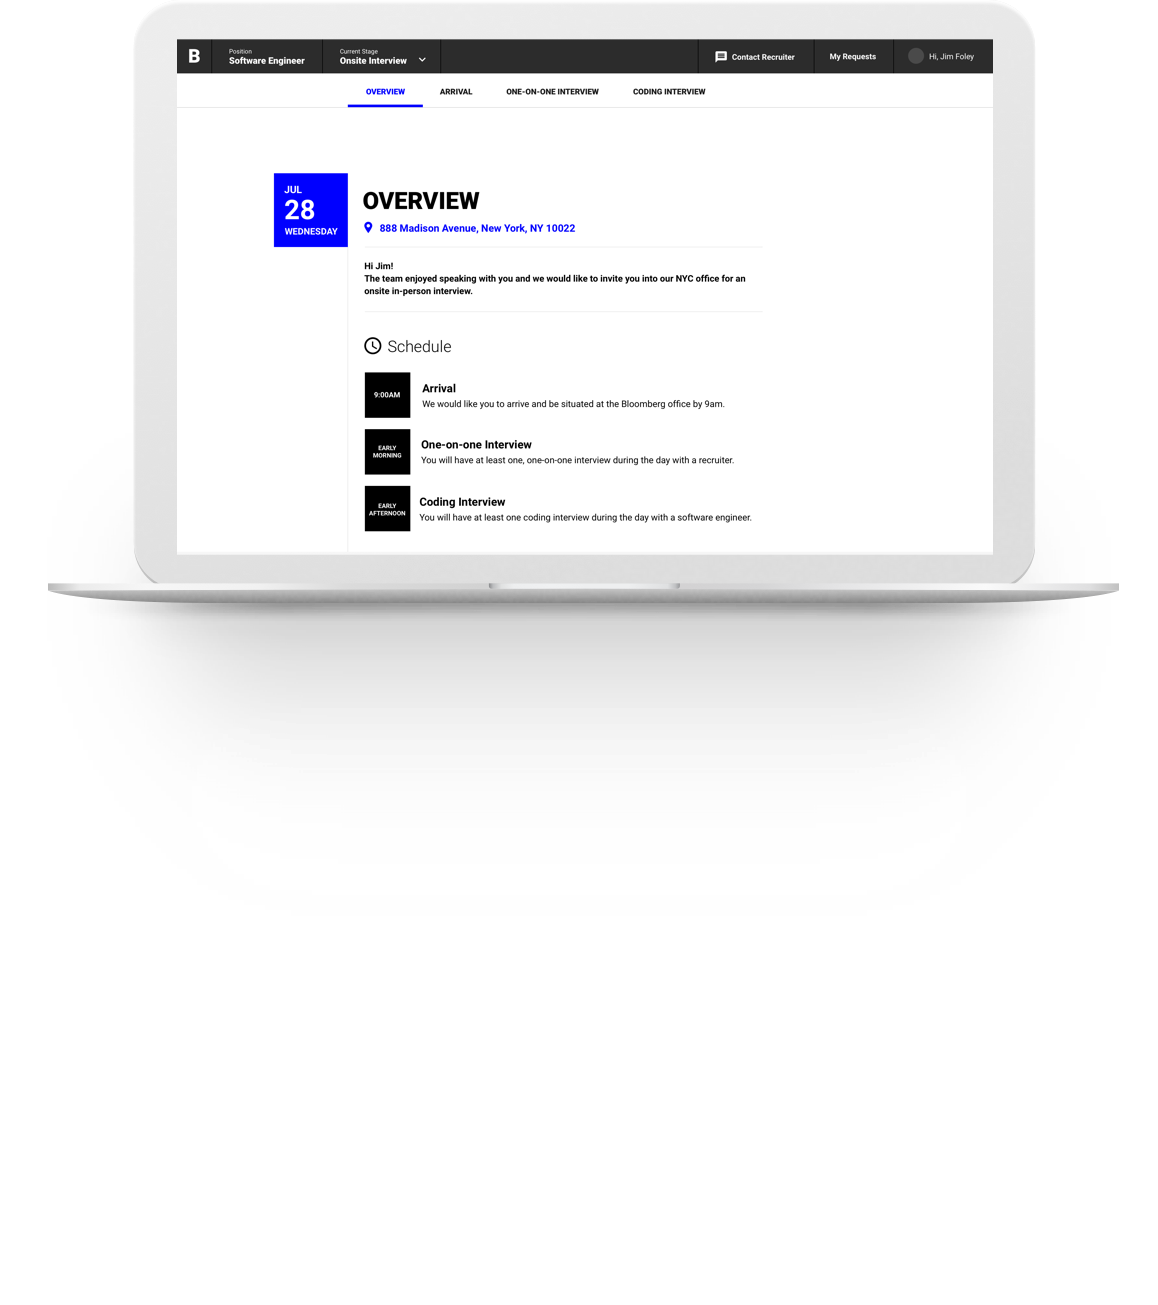 B
Position
Software Engineer
Current Stage
Onsite Interview
Contact Recruiter
My Requests
Hi, Jim Foley
OVERVIEW
ARRIVAL
ONE-ON-ONE INTERVIEW
CODING INTERVIEW
JUL
28
WEDNESDAY
OVERVIEW
888 Madison Avenue, New York, NY 10022
Hi Jim!
The team enjoyed speaking with you and we would like to invite you into our NYC office for an
onsite in-person interview.
Schedule
9:00AM
Arrival
We would like you to arrive and be situated at the Bloomberg office by 9am.
EARLY
MORNING
One-on-one Interview
You will have at least one, one-on-one interview during the day with a recruiter.
EARLY
AFTERNOON
Coding Interview
You will have at least one coding interview during the day with a software engineer.